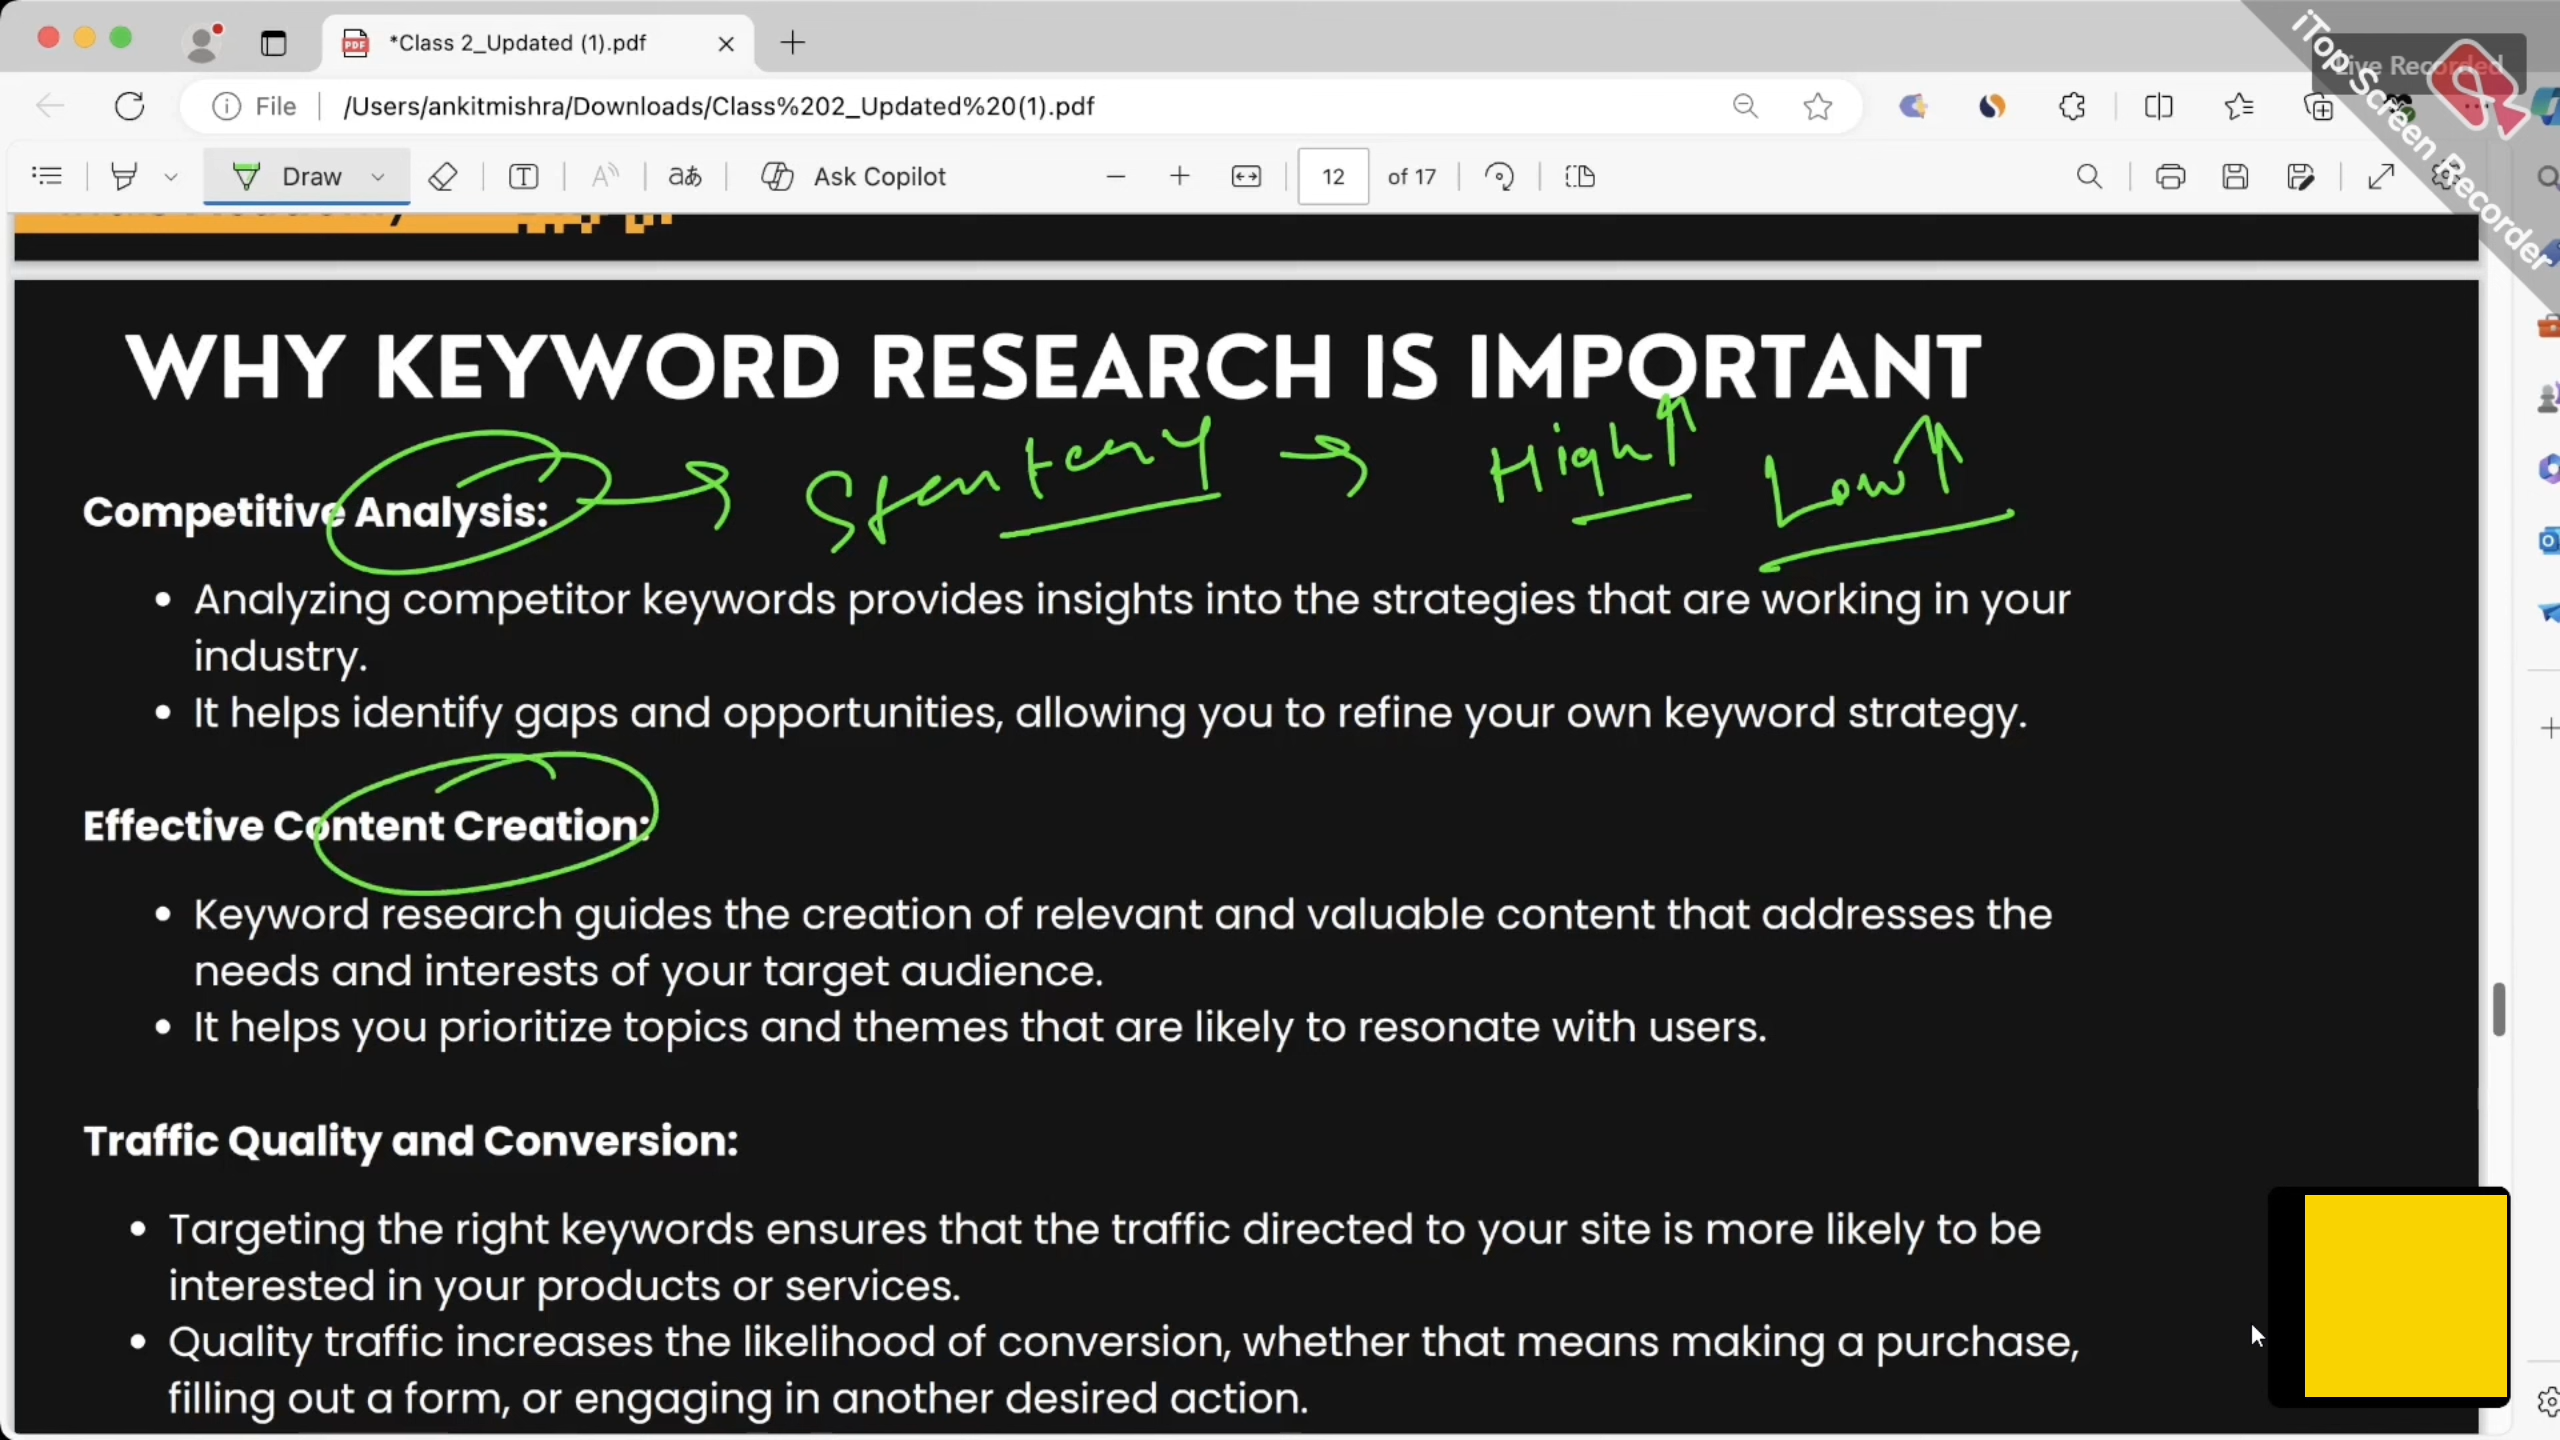 *Class 2_Updated (1).pdf
Live Recorded
iTop Screen Recorder
File
/Users/ankitmishra/Downloads/Class%202_Updated%20(1).pdf
Draw
Ask Copilot
12 of 17
WHY KEYWORD RESEARCH IS IMPORTANT
High Low
Competitive Analysis:
• Analyzing competitor keywords provides insights into the strategies that are working in your
industry.
• It helps identify gaps and opportunities, allowing you to refine your own keyword strategy.
Effective Content Creation:
• Keyword research guides the creation of relevant and valuable content that addresses the
needs and interests of your target audience.
• It helps you prioritize topics and themes that are likely to resonate with users.
Traffic Quality and Conversion:
• Targeting the right keywords ensures that the traffic directed to your site is more likely to be
interested in your products or services.
• Quality traffic increases the likelihood of conversion, whether that means making a purchase,
filling out a form, or engaging in another desired action.